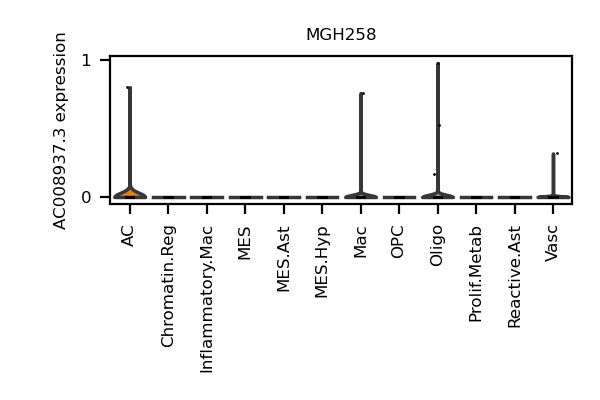 MGH258
AC008937.3 expression
1
0
AC
Chromatin.Reg
Inflammatory.Mac
MES
MES.Ast
MES.Hyp
Mac
OPC
Oligo
Prolif.Metab
Reactive.Ast
Vasc